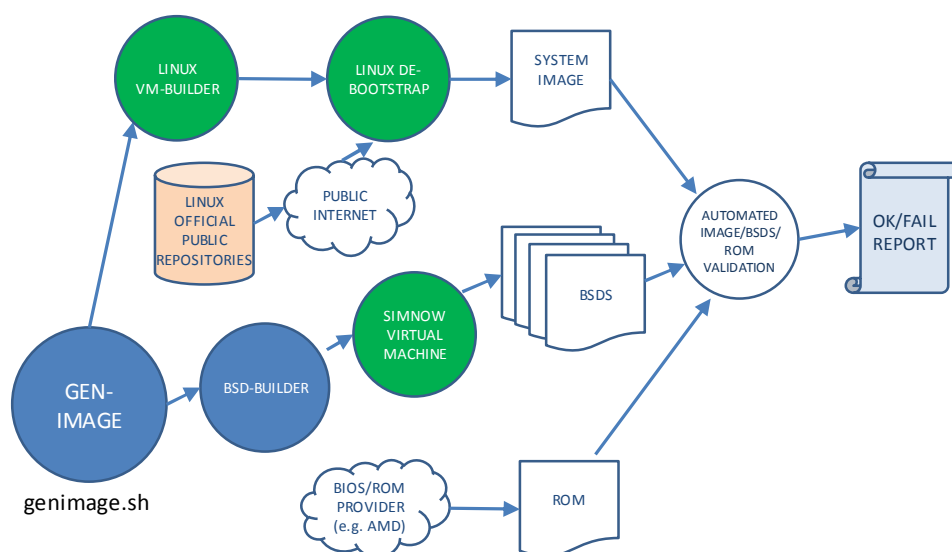 LINUX
VM-BUILDER
LINUX DE-
BOOTSTRAP
SYSTEM
IMAGE
LINUX
OFFICIAL
PUBLIC
REPOSITORIES
PUBLIC
INTERNET
AUTOMATED
IMAGE/BSDS/
ROM
VALIDATION
OK/FAIL
REPORT
BSDS
SIMNOW
VIRTUAL
MACHINE
GEN-
IMAGE
BSD-BUILDER
genimage.sh
BIOS/ROM
PROVIDER
(e.g. AMD)
ROM